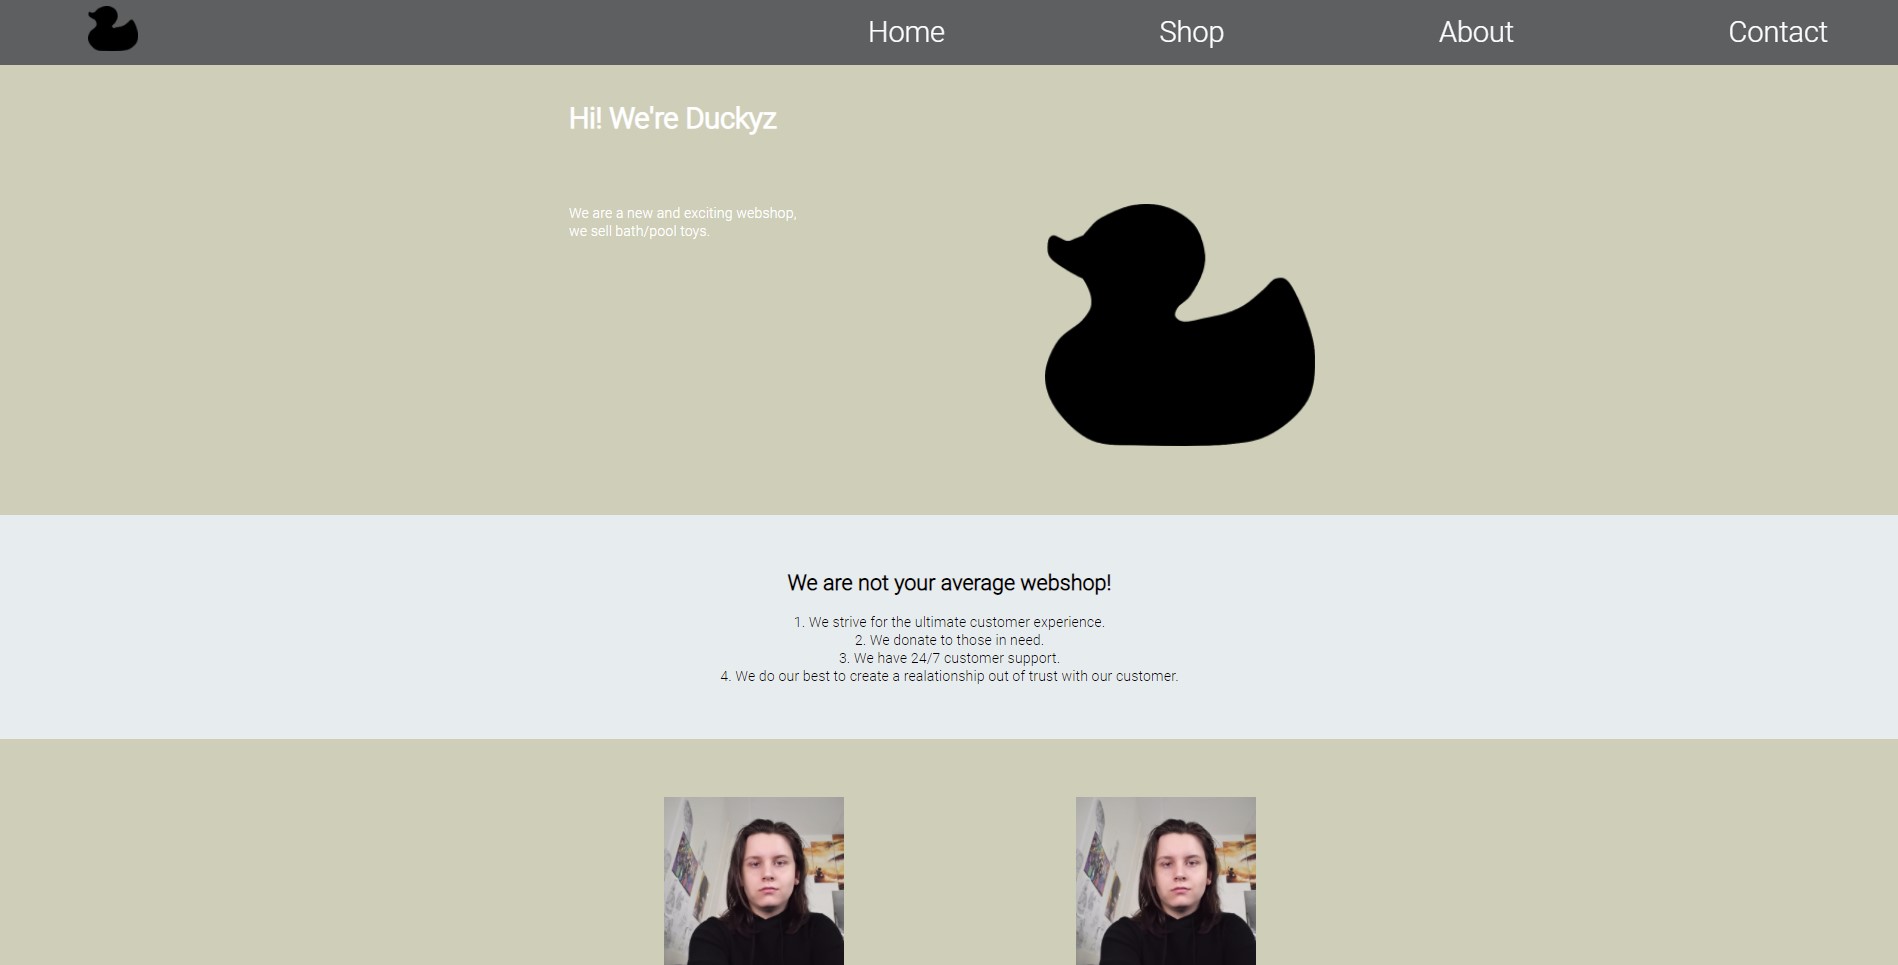 Home Shop About Contact
Hi! We're Duckyz
We are a new and exciting webshop,
we sell bath/pool toys.
We are not your average webshop!
1. We strive for the ultimate customer experience.
2. We donate to those in need.
3. We have 24/7 customer support.
4. We do our best to create a realationship out of trust with our customer.